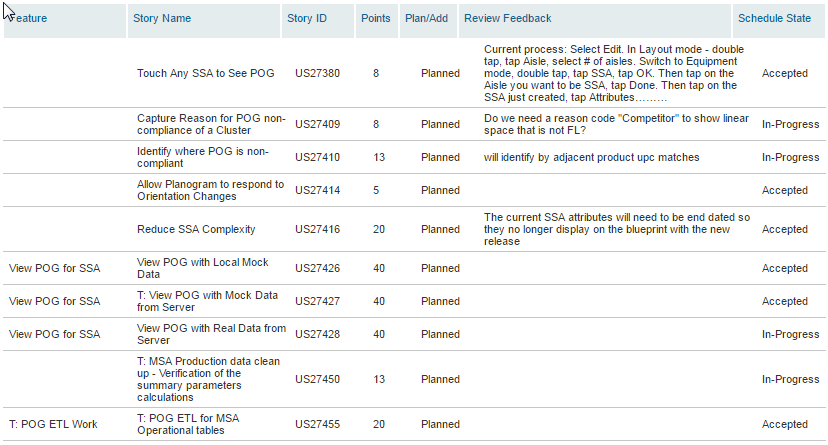 Feature Story Name Story ID Points Plan/Add Review Feedback Schedule State
Current process: Select Edit. In Layout mode - double
tap, tap Aisle, select # of aisles. Switch to Equipment
Touch Any SSA to See POG US27380 8 Planned mode, double tap, tap SSA, tap OK. Then tap on the Accepted
Aisle you want to be SSA, tap Done. Then tap on the
SSA just created, tap Attributes………
Capture Reason for POG non- US27409 8 Planned Do we need a reason code "Competitor" to show linear In-Progress
compliance of a Cluster space that is not FL?
Identify where POG is non- US27410 13 Planned will identify by adjacent product upc matches In-Progress
compliant
Allow Planogram to respond to US27414 5 Planned Accepted
Orientation Changes
The current SSA attributes will need to be end dated so
Reduce SSA Complexity US27416 20 Planned they no longer display on the blueprint with the new Accepted
release
View POG for SSA View POG with Local Mock US27426 40 Planned Accepted
Data
View POG for SSA T: View POG with Mock Data US27427 40 Planned Accepted
from Server
View POG for SSA View POG with Real Data from US27428 40 Planned In-Progress
Server
T: MSA Production data clean
up - Verification of the US27450 13 Planned In-Progress
summary parameters
calculations
T: POG ETL Work T: POG ETL for MSA US27455 20 Planned Accepted
Operational tables